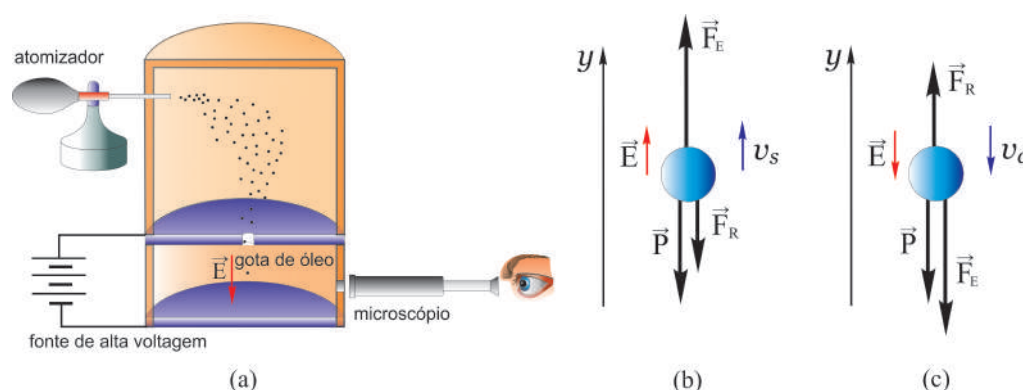 atomizador
E
gota de óleo
microscópio
fonte de alta voltagem
(a)
y
F_E
E
v_s
P
F_R
(b)
y
F_R
E
v_d
P
F_E
(c)